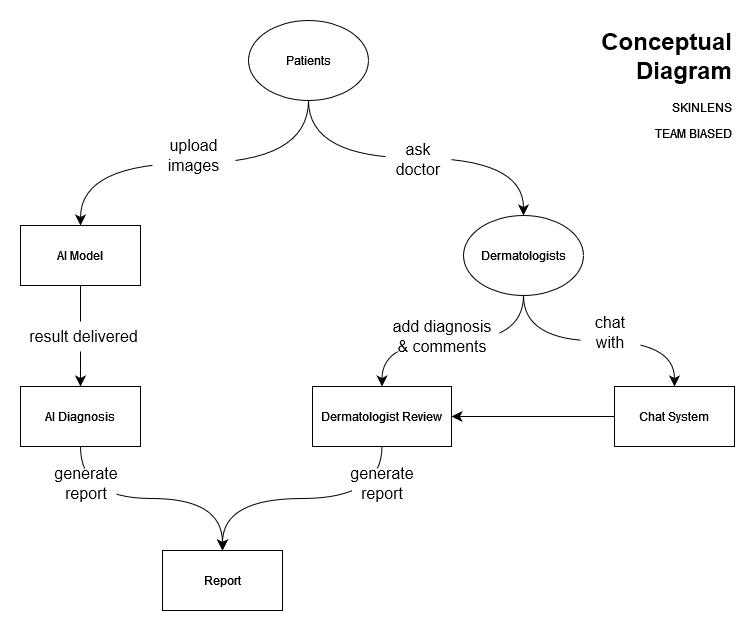 Conceptual
Diagram
SKINLENS
TEAM BIASED
Patients
upload
images
ask
doctor
AI Model
Dermatologists
result delivered
add diagnosis
& comments
chat
with
AI Diagnosis
Dermatologist Review
Chat System
generate
report
generate
report
Report